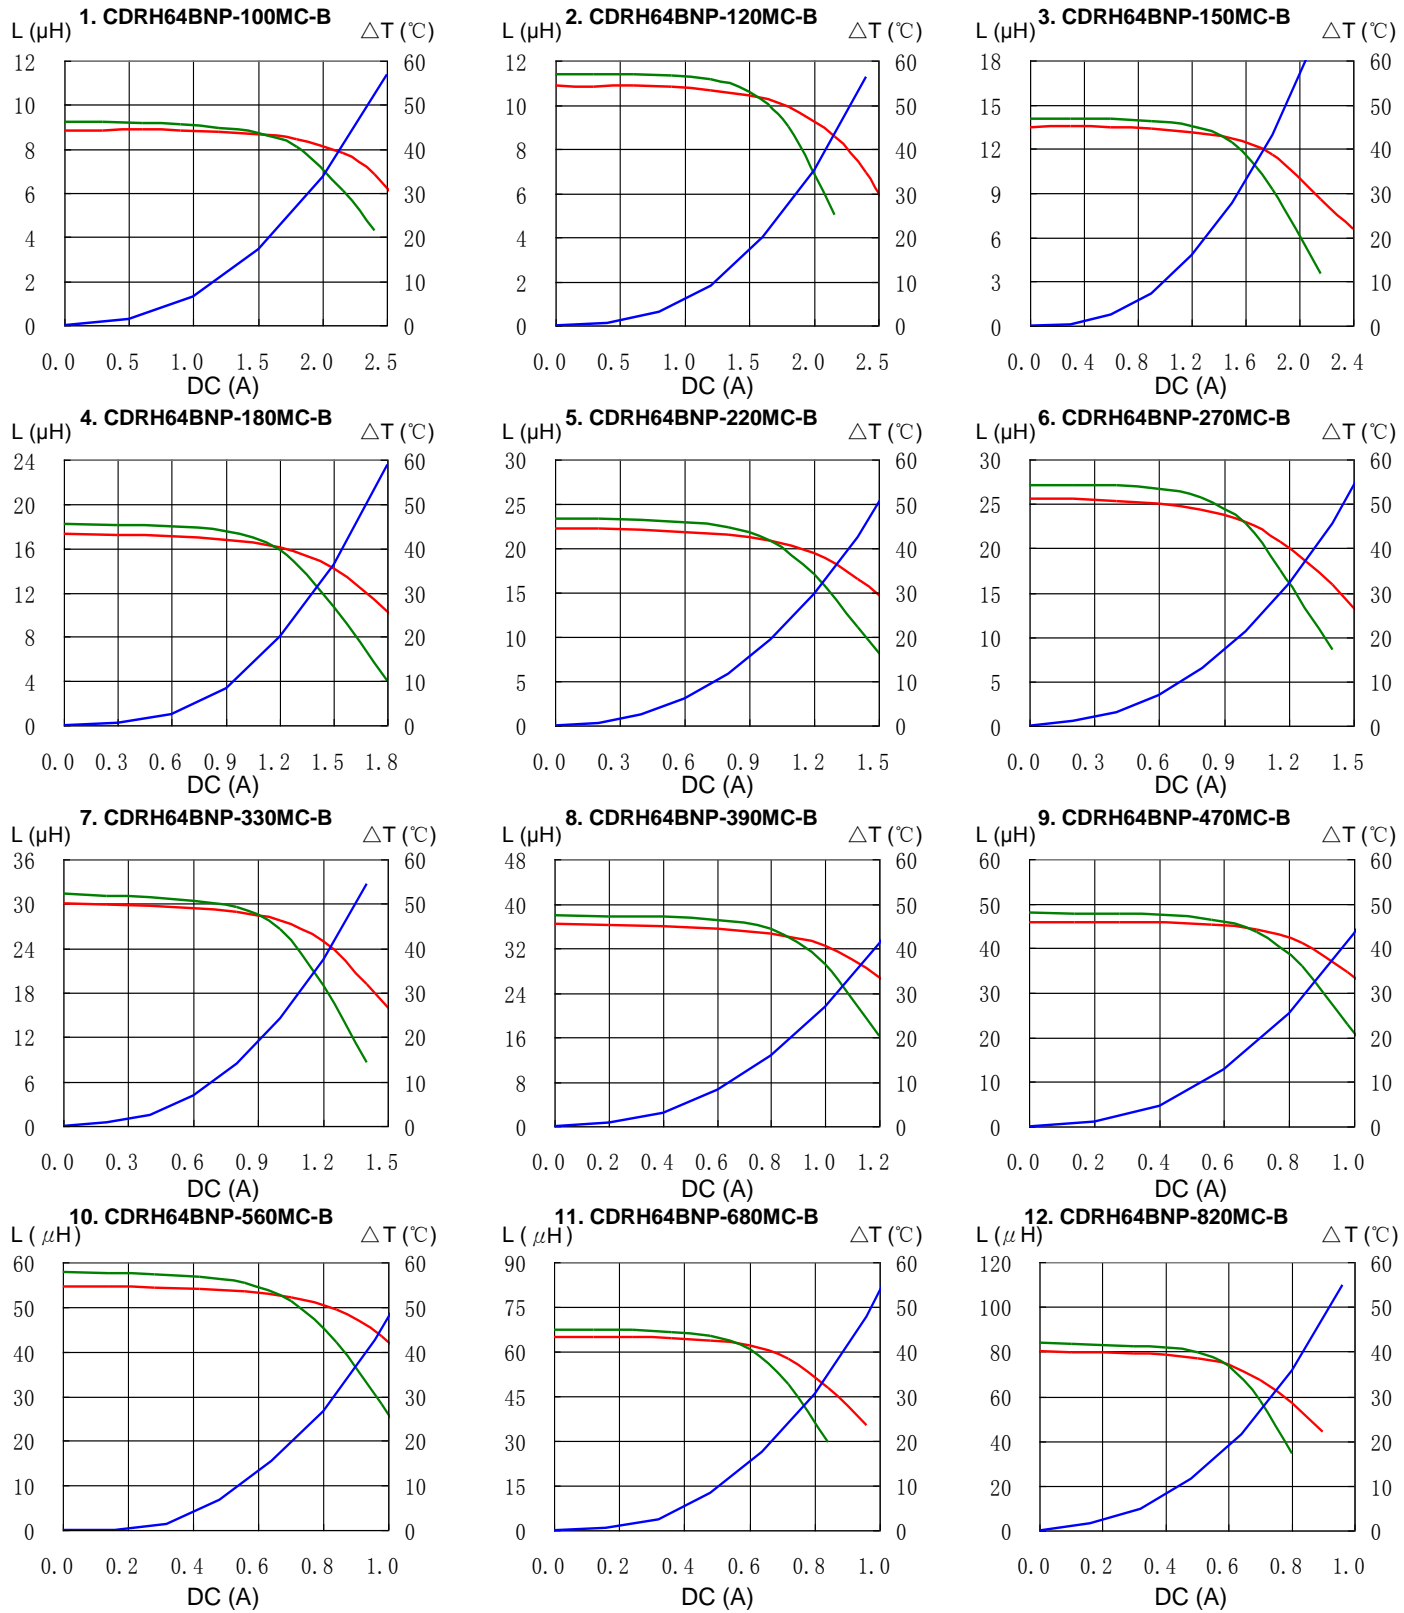 1. CDRH64BNP-100MC-B
L (μH) △T (℃)
12 60
10 50
8 40
6 30
4 20
2 10
0 0
0.0 0.5 1.0 1.5 2.0 2.5
DC (A)
2. CDRH64BNP-120MC-B
L (μH) △T (℃)
12 60
10 50
8 40
6 30
4 20
2 10
0 0
0.0 0.5 1.0 1.5 2.0 2.5
DC (A)
3. CDRH64BNP-150MC-B
L (μH) △T (℃)
18 60
15 50
12 40
9 30
6 20
3 10
0 0
0.0 0.4 0.8 1.2 1.6 2.0 2.4
DC (A)
4. CDRH64BNP-180MC-B
L (μH) △T (℃)
24 60
20 50
16 40
12 30
8 20
4 10
0 0
0.0 0.3 0.6 0.9 1.2 1.5 1.8
DC (A)
5. CDRH64BNP-220MC-B
L (μH) △T (℃)
30 60
25 50
20 40
15 30
10 20
5 10
0 0
0.0 0.3 0.6 0.9 1.2 1.5
DC (A)
6. CDRH64BNP-270MC-B
L (μH) △T (℃)
30 60
25 50
20 40
15 30
10 20
5 10
0 0
0.0 0.3 0.6 0.9 1.2 1.5
DC (A)
7. CDRH64BNP-330MC-B
L (μH) △T (℃)
36 60
30 50
24 40
18 30
12 20
6 10
0 0
0.0 0.3 0.6 0.9 1.2 1.5
DC (A)
8. CDRH64BNP-390MC-B
L (μH) △T (℃)
48 60
40 50
32 40
24 30
16 20
8 10
0 0
0.0 0.2 0.4 0.6 0.8 1.0 1.2
DC (A)
9. CDRH64BNP-470MC-B
L (μH) △T (℃)
60 60
50 50
40 40
30 30
20 20
10 10
0 0
0.0 0.2 0.4 0.6 0.8 1.0
DC (A)
10. CDRH64BNP-560MC-B
L ( μH) △T (℃)
60 60
50 50
40 40
30 30
20 20
10 10
0 0
0.0 0.2 0.4 0.6 0.8 1.0
DC (A)
11. CDRH64BNP-680MC-B
L ( μH) △T (℃)
90 60
75 50
60 40
45 30
30 20
15 10
0 0
0.0 0.2 0.4 0.6 0.8 1.0
DC (A)
12. CDRH64BNP-820MC-B
L (μ H) △T (℃)
120 60
100 50
80 40
60 30
40 20
20 10
0 0
0.0 0.2 0.4 0.6 0.8 1.0
DC (A)